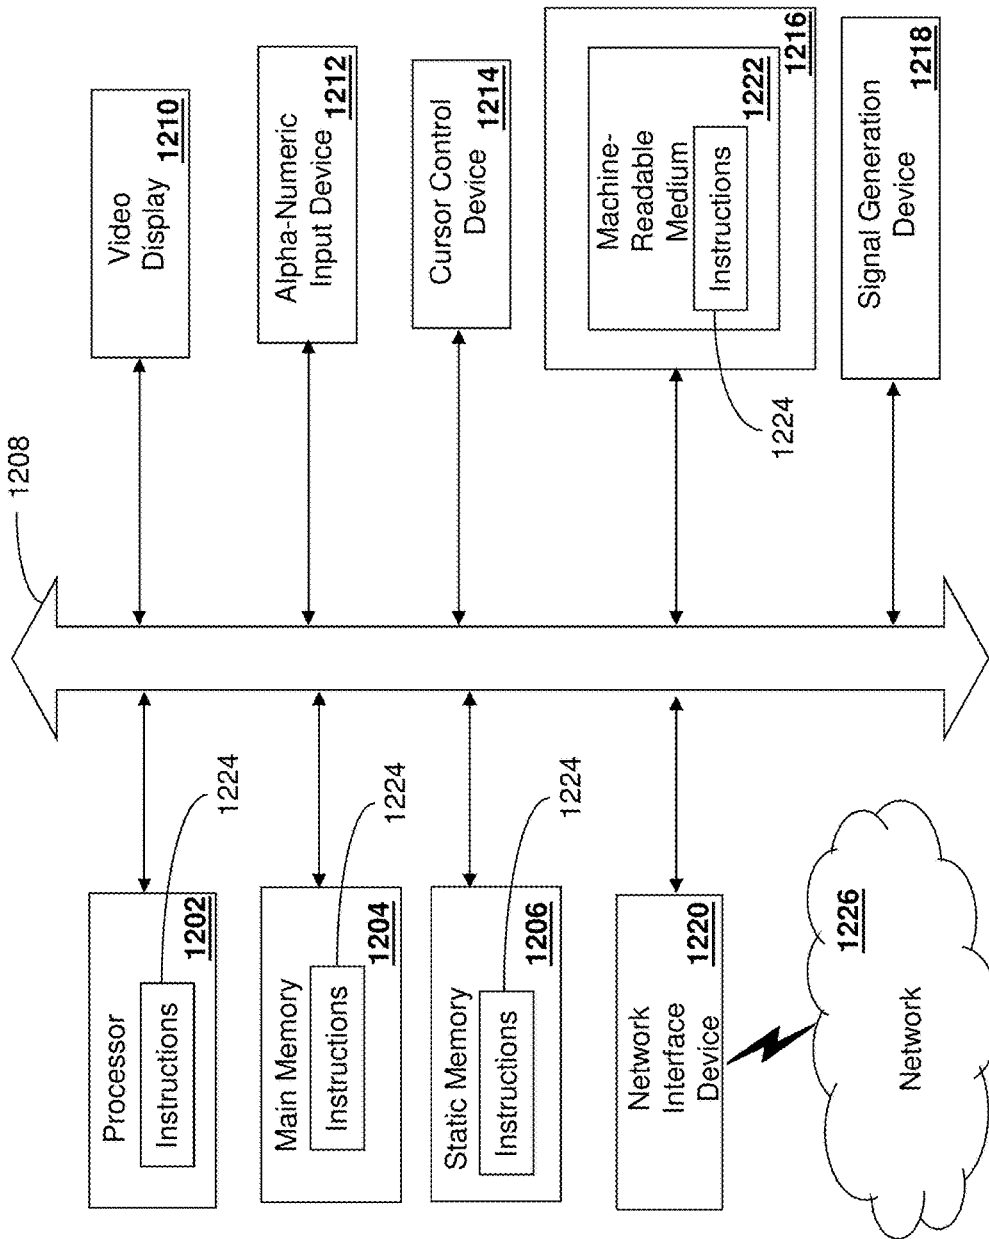 1208
Processor
Instructions
1202
1224
Main Memory
Instructions
1204
1224
Static Memory
Instructions
1206
1224
Network
Interface
Device
1220
Network
1226
Video
Display
1210
Alpha-Numeric
Input Device
1212
Cursor Control
Device
1214
Machine-
Readable
Medium
1222
Instructions
1224
1216
Signal Generation
Device
1218